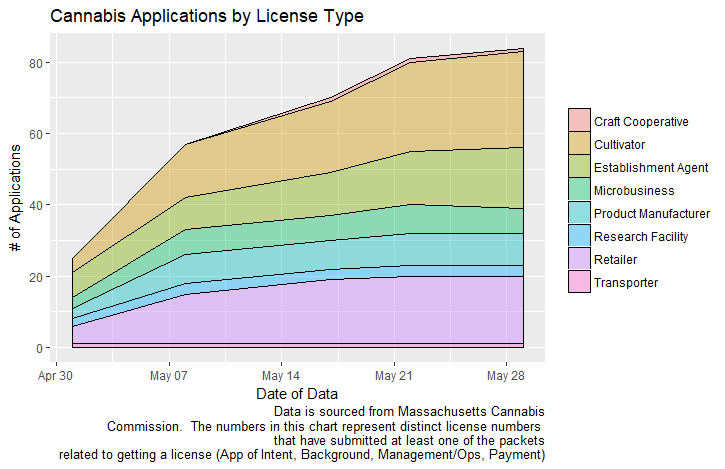 Cannabis Applications by License Type
80
60
40
20
0
# of Applications
Apr 30 May 07 May 14 May 21 May 28
Date of Data
Craft Cooperative
Cultivator
Establishment Agent
Microbusiness
Product Manufacturer
Research Facility
Retailer
Transporter
Data is sourced from Massachusetts Cannabis
Commission. The numbers in this chart represent distinct license numbers
that have submitted at least one of the packets
related to getting a license (App of Intent, Background, Management/Ops, Payment)